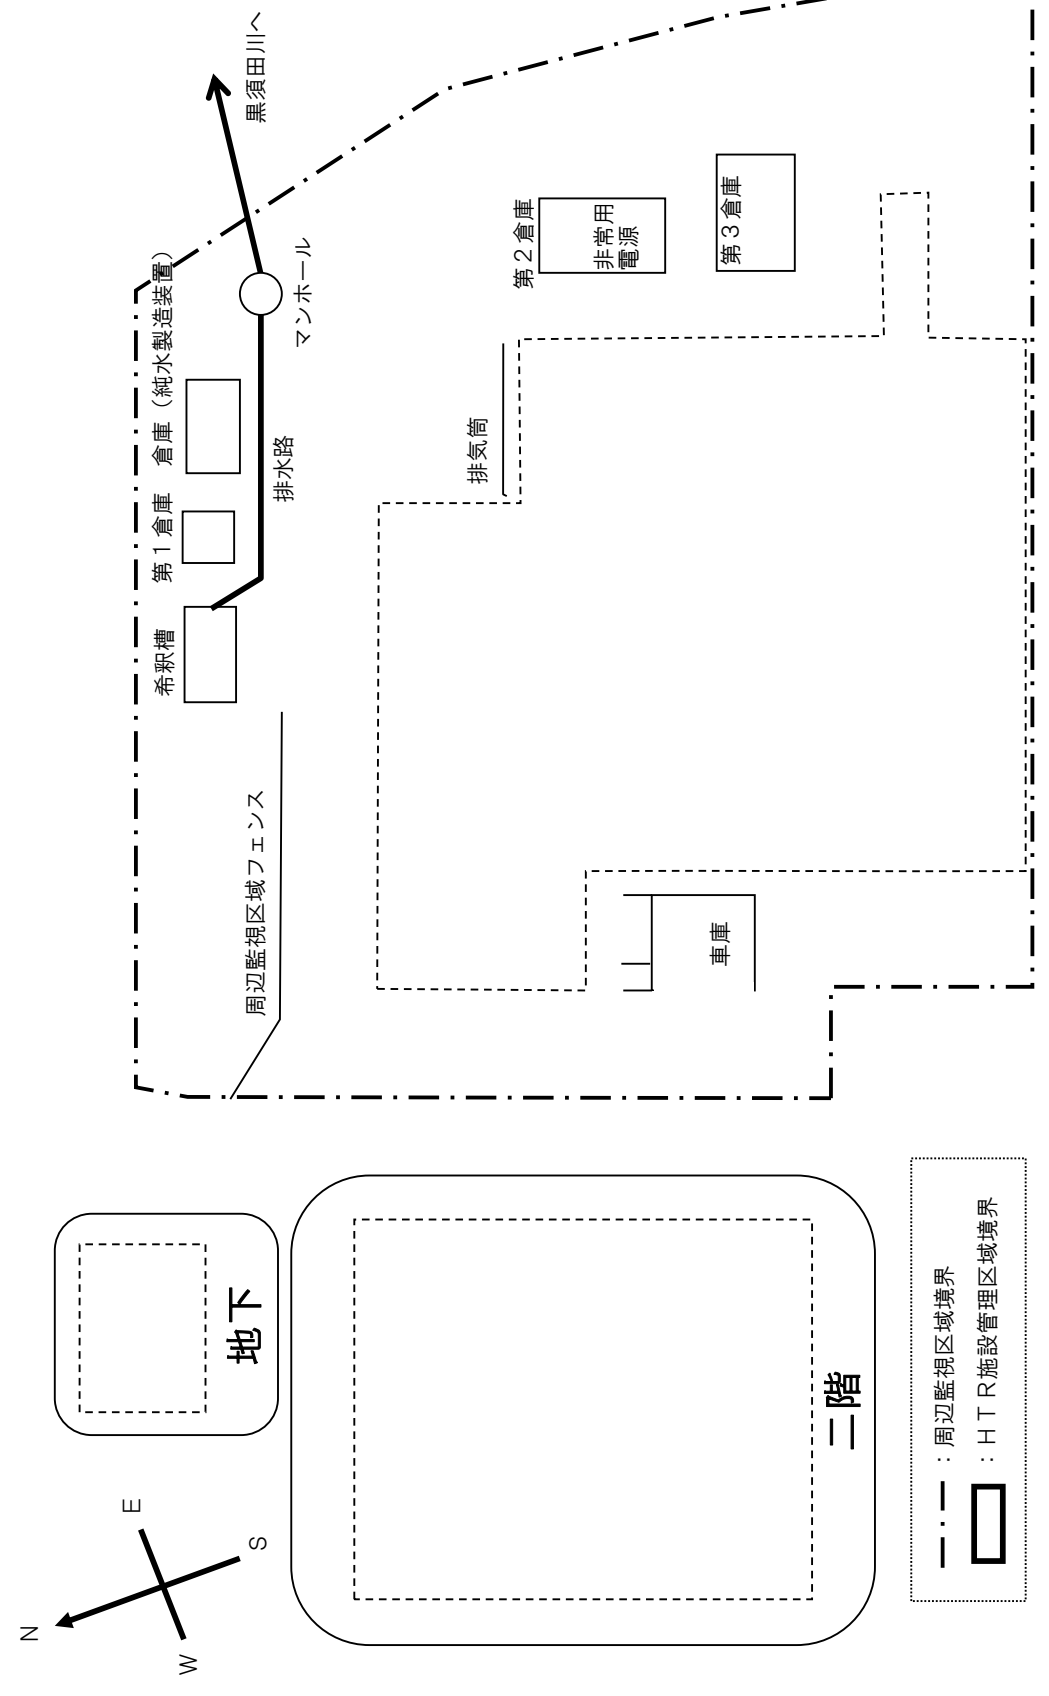 黒須田川へ
倉庫（純水製造装置）
マンホール
第１倉庫
排水路
希釈槽
第２倉庫
非常用
電源
第３倉庫
排気筒
周辺監視区域フェンス
車庫
地下
二階
N
E
S
W
：周辺監視区域境界
：ＨＴＲ施設管理区域境界